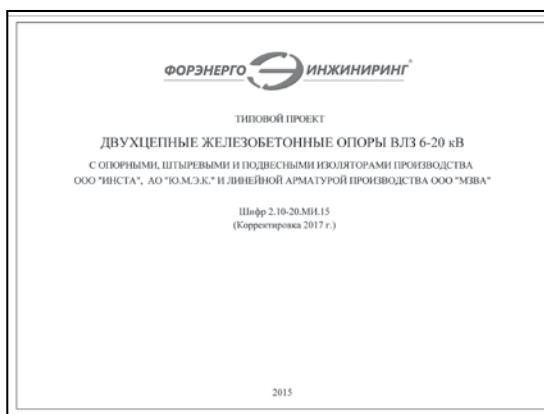 ФОРЭНЕРГО ИНЖИНИРИНГ
ТИПОВОЙ ПРОЕКТ
ДВУХЦЕПНЫЕ ЖЕЛЕЗОБЕТОННЫЕ ОПОРЫ ВЛЗ 6-20 кВ
С ОПОРНЫМИ, ШТЫРЕВЫМИ И ПОДВЕСНЫМИ ИЗОЛЯТОРАМИ ПРОИЗВОДСТВА
ООО "ИНСТА", АО "Ю.М.Э.К." И ЛИНЕЙНОЙ АРМАТУРОЙ ПРОИЗВОДСТВА ООО "МЗВА"
Шифр 2.10-20.МИ.15
(Корректировка 2017 г.)
2015